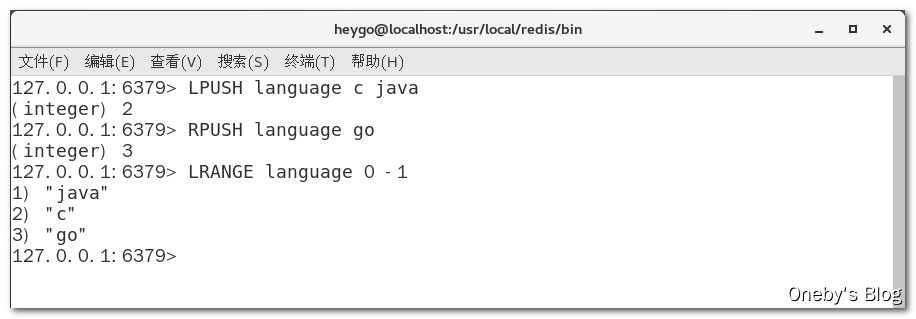 heygo@localhost:/usr/local/redis/bin
文件(F) 编辑(E) 查看(V) 搜索(S) 终端(T) 帮助(H)
127.0.0.1:6379> LPUSH language c java
(integer) 2
127.0.0.1:6379> RPUSH language go
(integer) 3
127.0.0.1:6379> LRANGE language 0 -1
1) "java"
2) "c"
3) "go"
127.0.0.1:6379>
Oneby's Blog